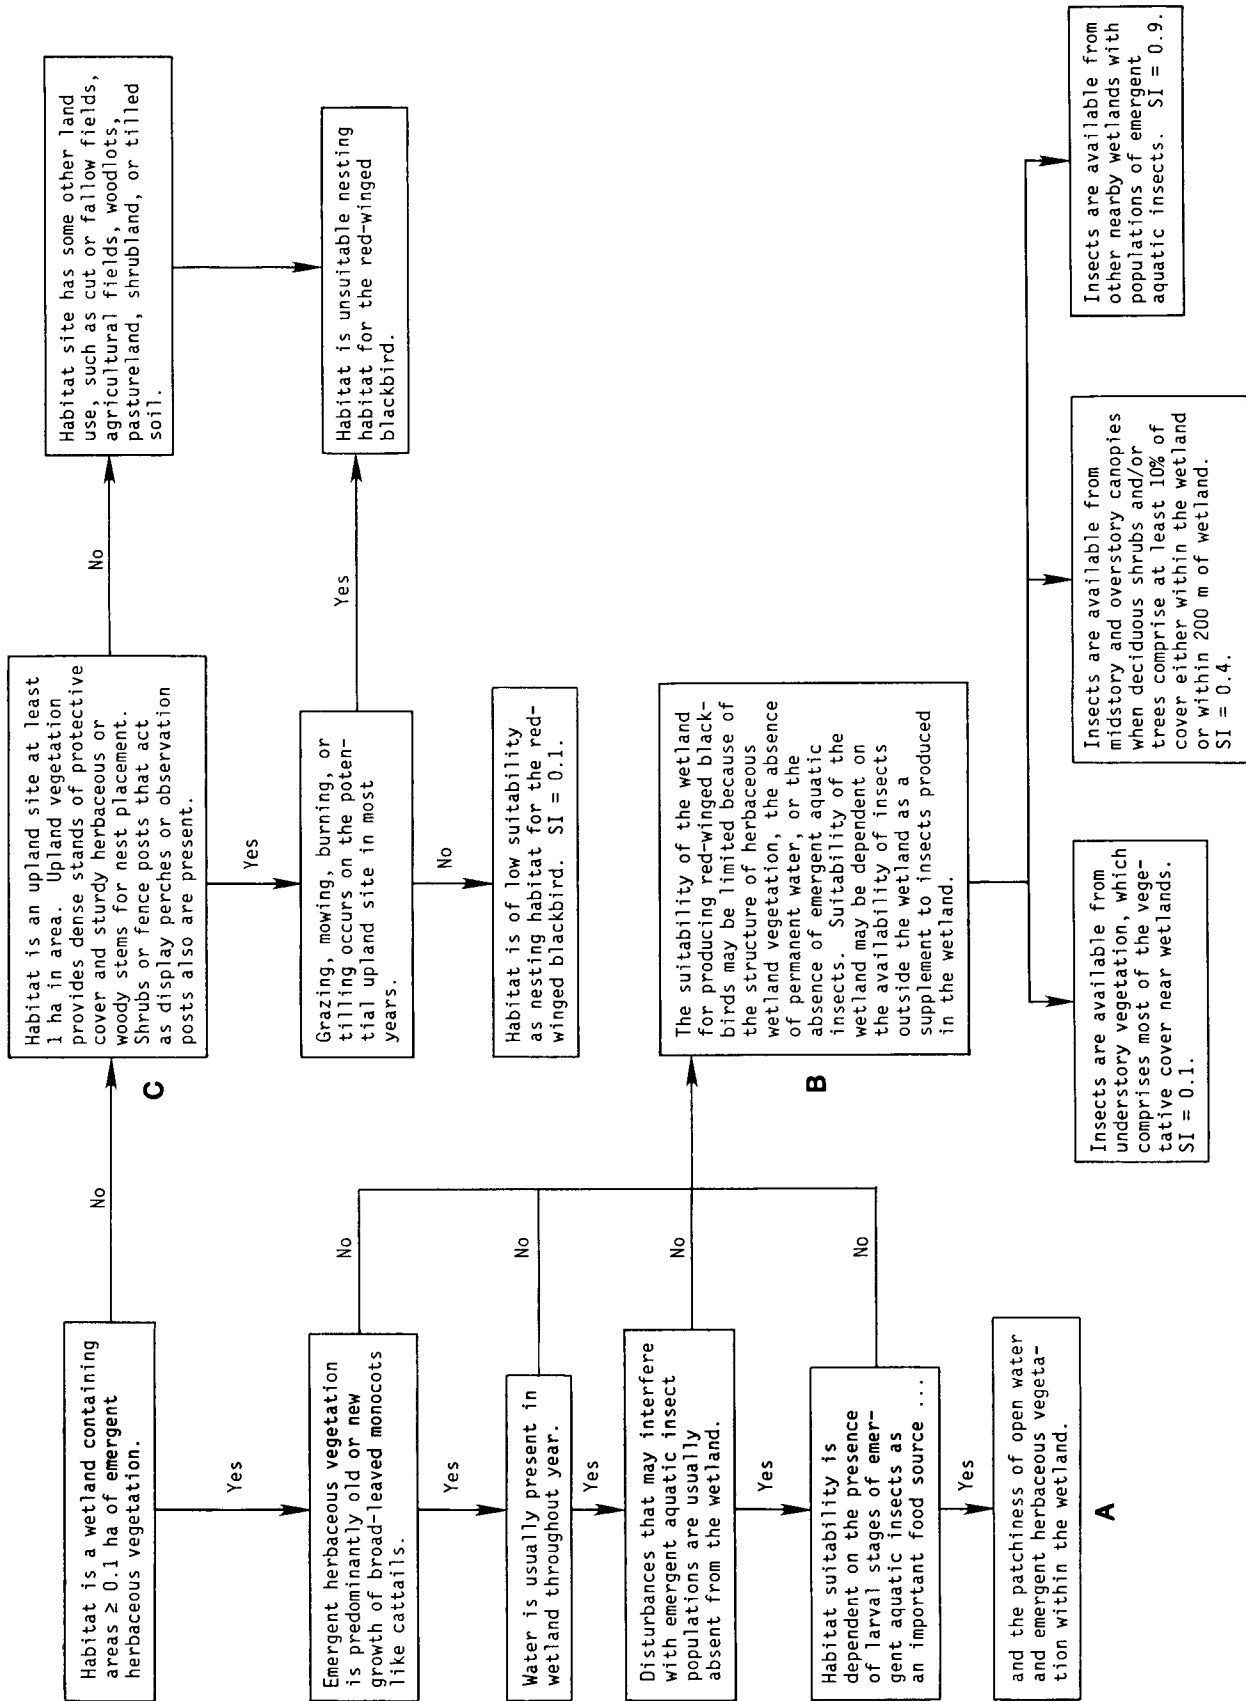 Habitat is a wetland containing
areas ≥ 0.1 ha of emergent
herbaceous vegetation.
No
Yes
Habitat is an upland site at least
1 ha in area. Upland vegetation
provides dense stands of protective
cover and sturdy herbaceous or
woody stems for nest placement.
Shrubs or fence posts that act
as display perches or observation
posts also are present.
C
No
Yes
Habitat site has some other land
use, such as cut or fallow fields,
agricultural fields, woodlots,
pastureland, shrubland, or tilled
soil.
Grazing, mowing, burning, or
tilling occurs on the poten-
tial upland site in most
years.
Yes
No
Habitat is unsuitable nesting
habitat for the red-winged
blackbird.
Habitat is of low suitability
as nesting habitat for the red-
winged blackbird. SI = 0.1.
Emergent herbaceous vegetation
is predominantly old or new
growth of broad-leaved monocots
like cattails.
No
Yes
Water is usually present in
wetland throughout year.
No
Yes
Disturbances that may interfere
with emergent aquatic insect
populations are usually
absent from the wetland.
No
Yes
Habitat suitability is
dependent on the presence
of larval stages of emer-
gent aquatic insects as
an important food source ...
No
Yes
and the patchiness of open water
and emergent herbaceous vegeta-
tion within the wetland.
A
The suitability of the wetland
for producing red-winged black-
birds may be limited because of
the structure of herbaceous
wetland vegetation, the absence
of permanent water, or the
absence of emergent aquatic
insects. Suitability of the
wetland may be dependent on
the availability of insects
outside the wetland as a
supplement to insects produced
in the wetland.
B
Insects are available from
understory vegetation, which
comprises most of the vege-
tative cover near wetlands.
SI = 0.1.
Insects are available from
midstory and overstory canopies
when deciduous shrubs and/or
trees comprise at least 10% of
cover either within the wetland
or within 200 m of wetland.
SI = 0.4.
Insects are available from
other nearby wetlands with
populations of emergent
aquatic insects. SI = 0.9.